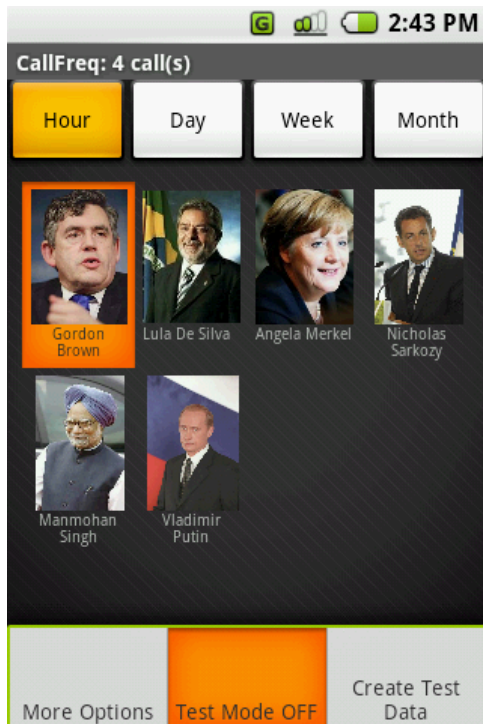 G 2:43 PM
CallFreq: 4 call(s)
Hour Day Week Month
Gordon Brown
Lula De Silva
Angela Merkel
Nicholas Sarkozy
Manmohan Singh
Vladimir Putin
More Options
Test Mode OFF
Create Test Data